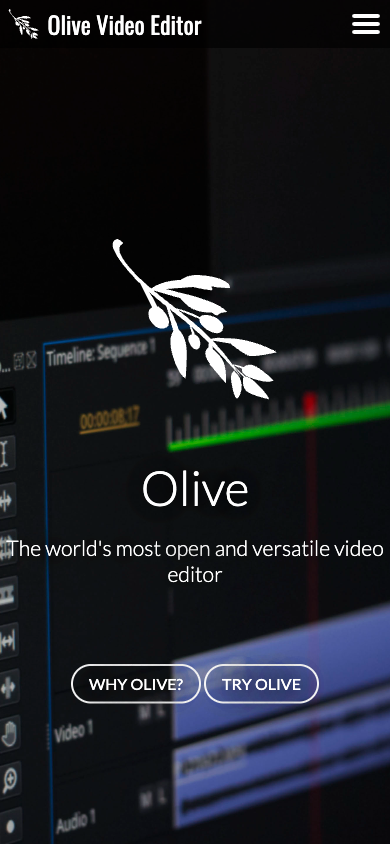 Olive Video Editor
Timeline: Sequence 1
00:00:08;17
Olive
The world's most open and versatile video
editor
WHY OLIVE?
TRY OLIVE
Video 1
M L
Audio 1
M L